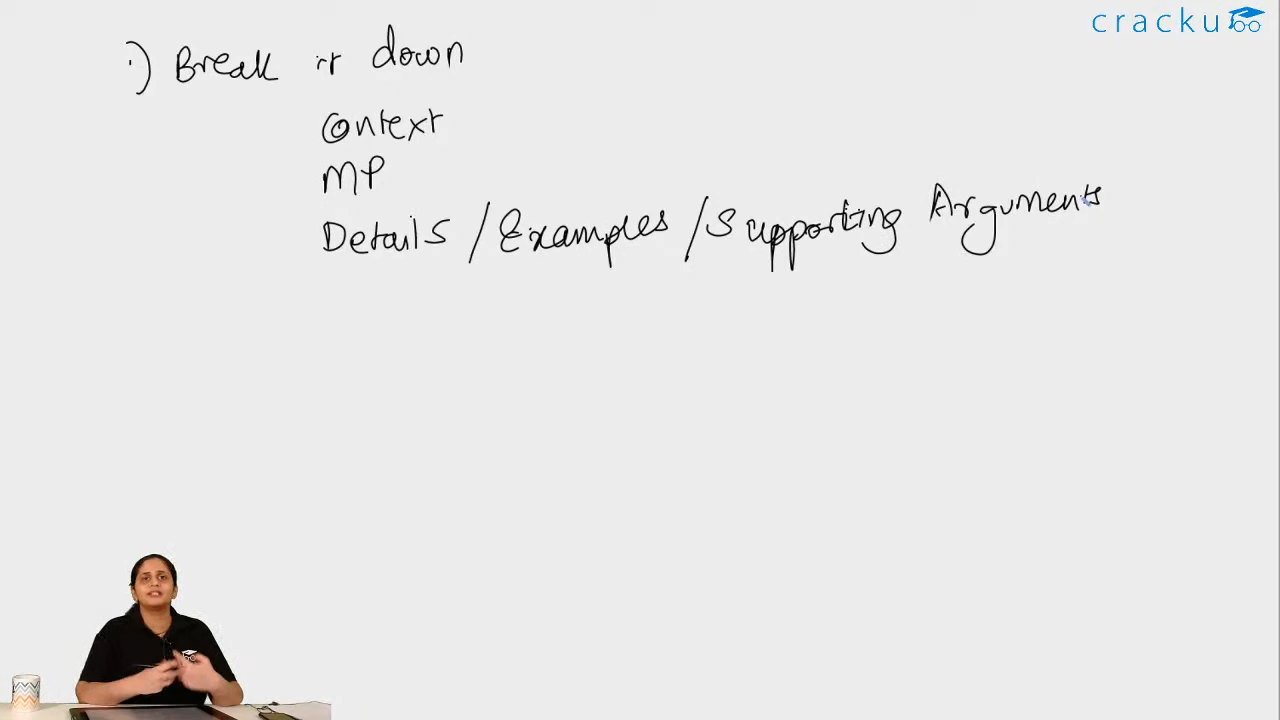 cracku
·) Break it down
Context
MP
Details / Examples / Supporting Arguments